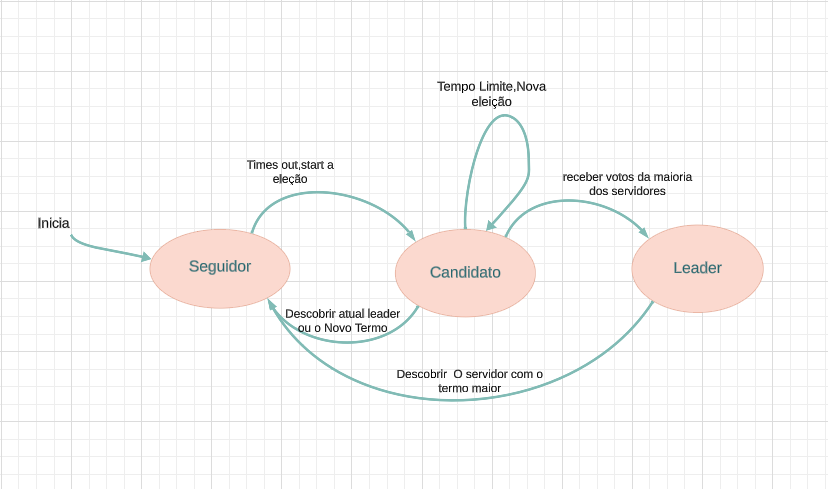 Tempo Limite,Nova
eleição
Times out,start a
eleção
receber votos da maioria
dos servidores
Inicia
Seguidor
Candidato
Leader
Descobrir atual leader
ou o Novo Termo
Descobrir  O servidor com o
termo maior